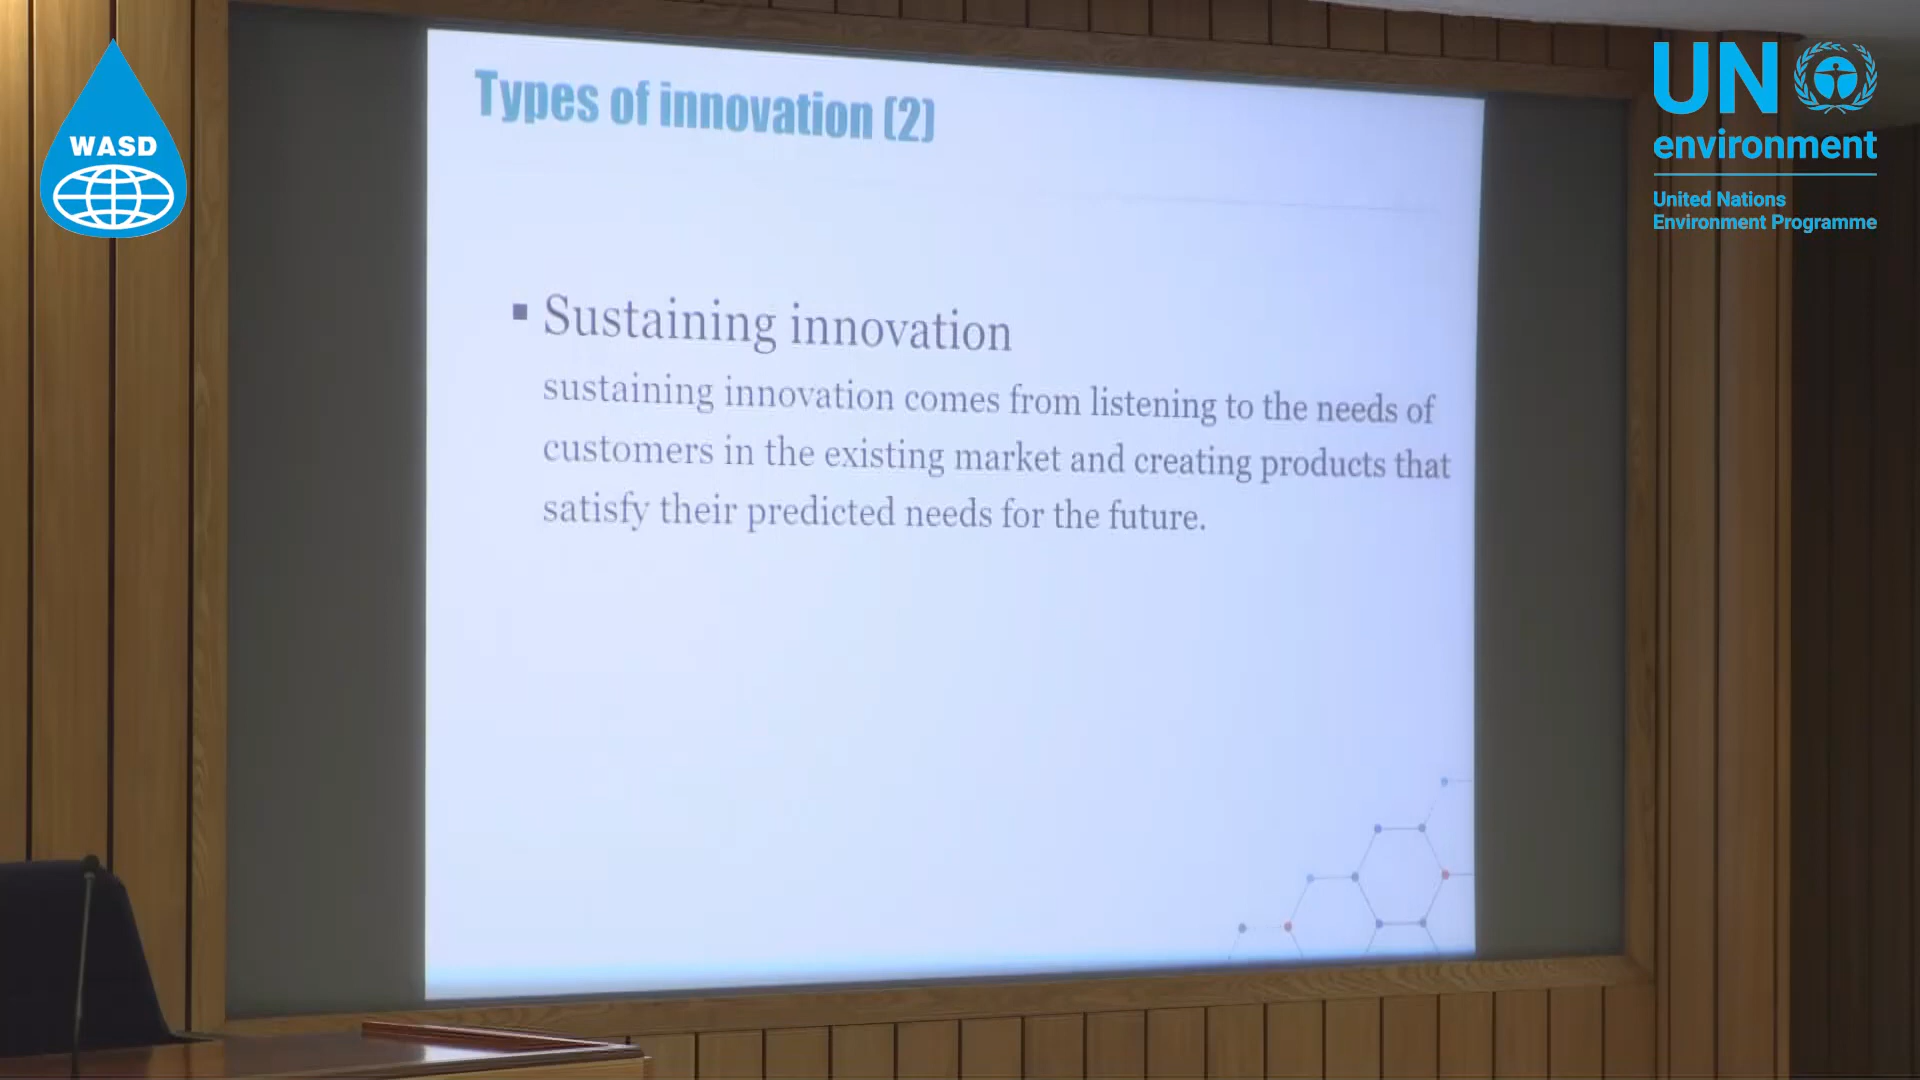 WASD
UN
environment
United Nations
Environment Programme
Types of innovation (2)
▪ Sustaining innovation
sustaining innovation comes from listening to the needs of
customers in the existing market and creating products that
satisfy their predicted needs for the future.